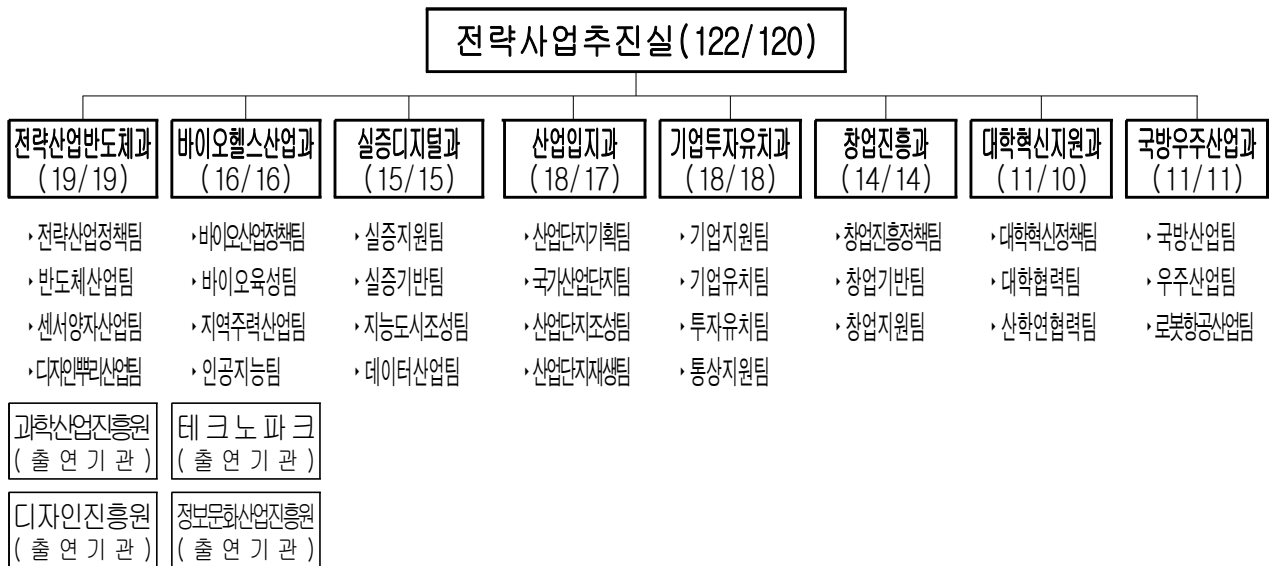 전략사업추진실(122/120)
전략산업반도체과
(19/19)
‣전략산업정책팀
‣반도체산업팀
‣센서양자산업팀
‣디자인뿌리산업팀
과학산업진흥원
(출연기관)
디자인진흥원
(출연기관)
바이오헬스산업과
(16/16)
‣바이오산업정책팀
‣바이오육성팀
‣지역주력산업팀
‣인공지능팀
테크노파크
(출연기관)
정보문화산업진흥원
(출연기관)
실증디지털과
(15/15)
‣실증지원팀
‣실증기반팀
‣지능도시조성팀
‣데이터산업팀
산업입지과
(18/17)
‣산업단지기획팀
‣국가산업단지팀
‣산업단지조성팀
‣산업단지재생팀
기업투자유치과
(18/18)
‣기업지원팀
‣기업유치팀
‣투자유치팀
‣통상지원팀
창업진흥과
(14/14)
‣창업진흥정책팀
‣창업기반팀
‣창업지원팀
대학혁신지원과
(11/10)
‣대학혁신정책팀
‣대학협력팀
‣산학연협력팀
국방우주산업과
(11/11)
‣국방산업팀
‣우주산업팀
‣로봇항공산업팀